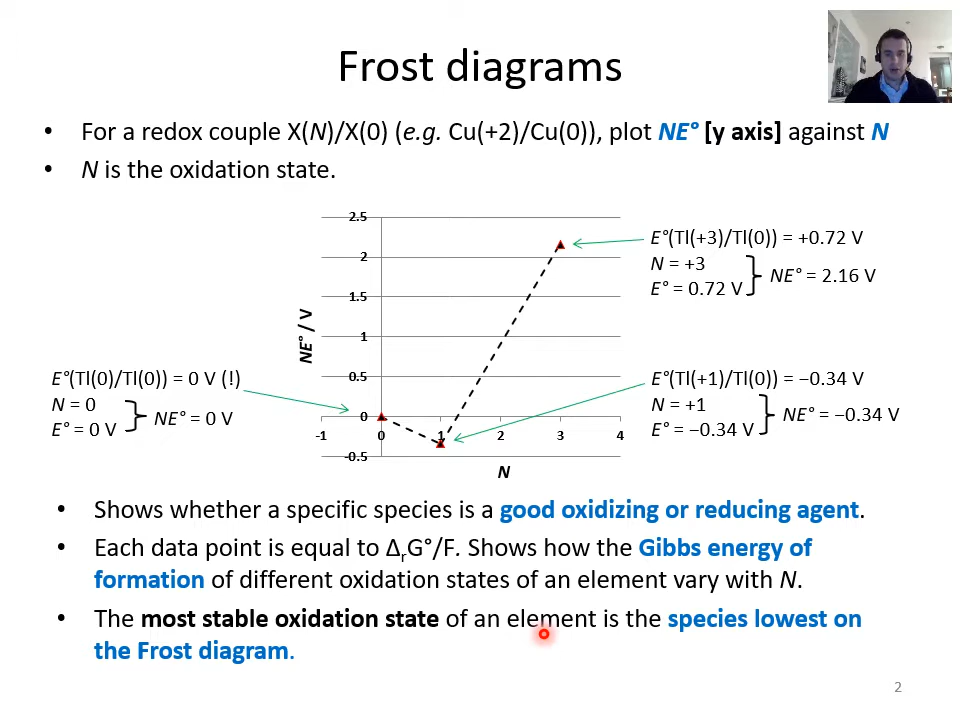 Frost diagrams
• For a redox couple X(N)/X(0) (e.g. Cu(+2)/Cu(0)), plot NE° [y axis] against N
• N is the oxidation state.
2.5
2
1.5
1
0.5
0
-0.5
-1
0
1
2
3
4
NE° / V
N
E°(Tl(+3)/Tl(0)) = +0.72 V
N = +3
E° = 0.72 V
NE° = 2.16 V
E°(Tl(0)/Tl(0)) = 0 V (!)
N = 0
E° = 0 V
NE° = 0 V
E°(Tl(+1)/Tl(0)) = −0.34 V
N = +1
E° = −0.34 V
NE° = −0.34 V
• Shows whether a specific species is a good oxidizing or reducing agent.
• Each data point is equal to ΔrG°/F. Shows how the Gibbs energy of
formation of different oxidation states of an element vary with N.
• The most stable oxidation state of an element is the species lowest on
the Frost diagram.
2